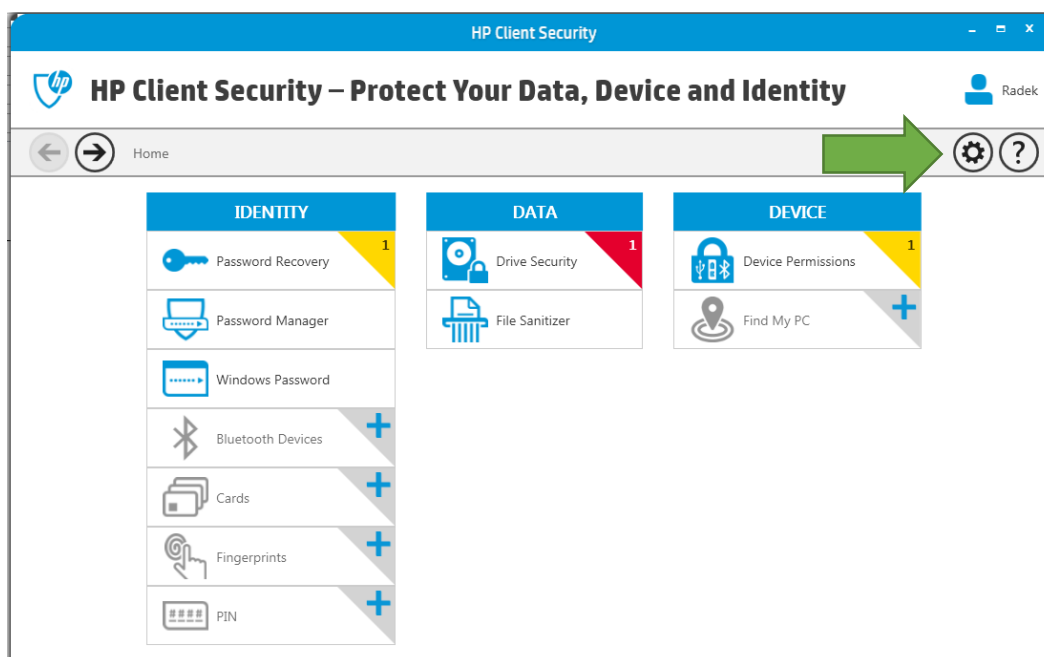 HP Client Security
hp HP Client Security – Protect Your Data, Device and Identity
Radek
Home
?
IDENTITY
Password Recovery 1
Password Manager
Windows Password
Bluetooth Devices
Cards
Fingerprints
#### PIN
DATA
Drive Security 1
File Sanitizer
DEVICE
Device Permissions 1
Find My PC